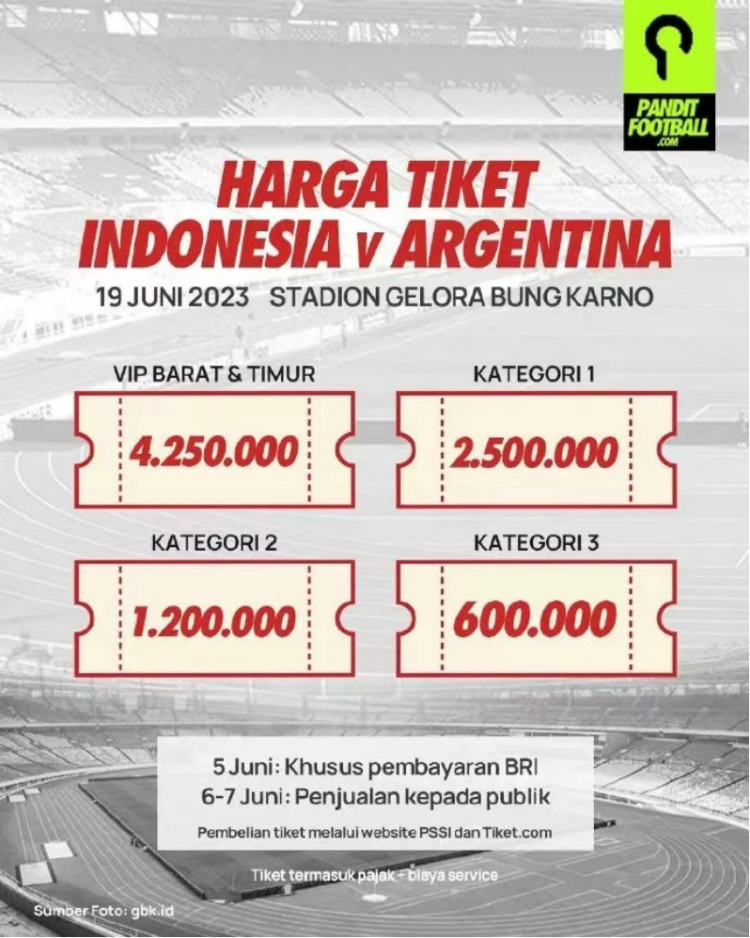 PANDIT
FOOTBALL
.COM
HARGA TIKET
INDONESIA v ARGENTINA
19 JUNI 2023 STADION GELORA BUNG KARNO
VIP BARAT & TIMUR
4.250.000
KATEGORI 1
2.500.000
KATEGORI 2
1.200.000
KATEGORI 3
600.000
5 Juni: Khusus pembayaran BRI
6-7 Juni: Penjualan kepada publik
Pembelian tiket melalui website PSSI dan Tiket.com
Tiket termasuk pajak + biaya service
Sumber Foto: gbk.id